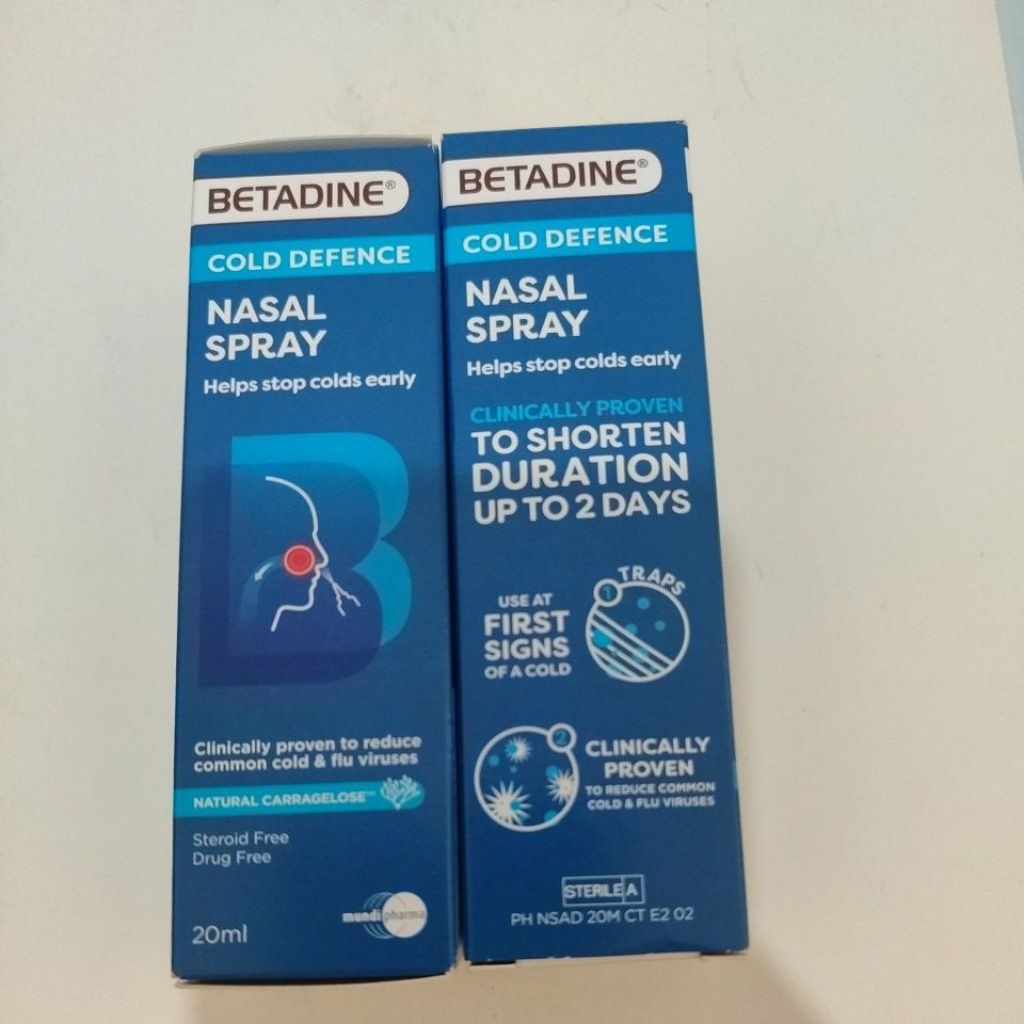 BETADINE®
COLD DEFENCE
NASAL
SPRAY
Helps stop colds early
Clinically proven to reduce
common cold & flu viruses
NATURAL CARRAGELOSE™
Steroid Free
Drug Free
mundipharma
20ml
BETADINE®
COLD DEFENCE
NASAL
SPRAY
Helps stop colds early
CLINICALLY PROVEN
TO SHORTEN
DURATION
UP TO 2 DAYS
USE AT
FIRST
SIGNS
OF A COLD
1
TRAPS
2
CLINICALLY
PROVEN
TO REDUCE COMMON
COLD & FLU VIRUSES
STERILE A
PH NSAD 20M CT E2 02